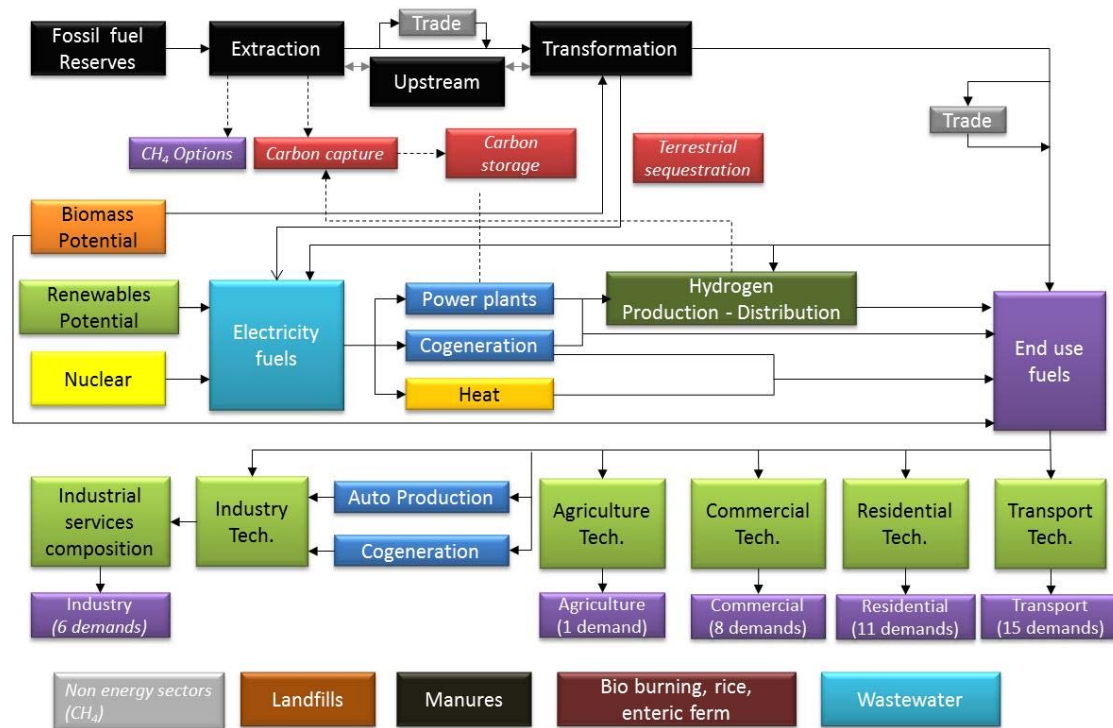 Fossil fuel
Reserves
Extraction
Trade
Upstream
Transformation
Trade
CH₄ Options
Carbon capture
Carbon
storage
Terrestrial
sequestration
Biomass
Potential
Renewables
Potential
Nuclear
Electricity
fuels
Power plants
Cogeneration
Heat
Hydrogen
Production - Distribution
End use
fuels
Industrial
services
composition
Industry
Tech.
Auto Production
Cogeneration
Agriculture
Tech.
Commercial
Tech.
Residential
Tech.
Transport
Tech.
Industry
(6 demands)
Agriculture
(1 demand)
Commercial
(8 demands)
Residential
(11 demands)
Transport
(15 demands)
Non energy sectors
(CH₄)
Landfills
Manures
Bio burning, rice,
enteric ferm
Wastewater